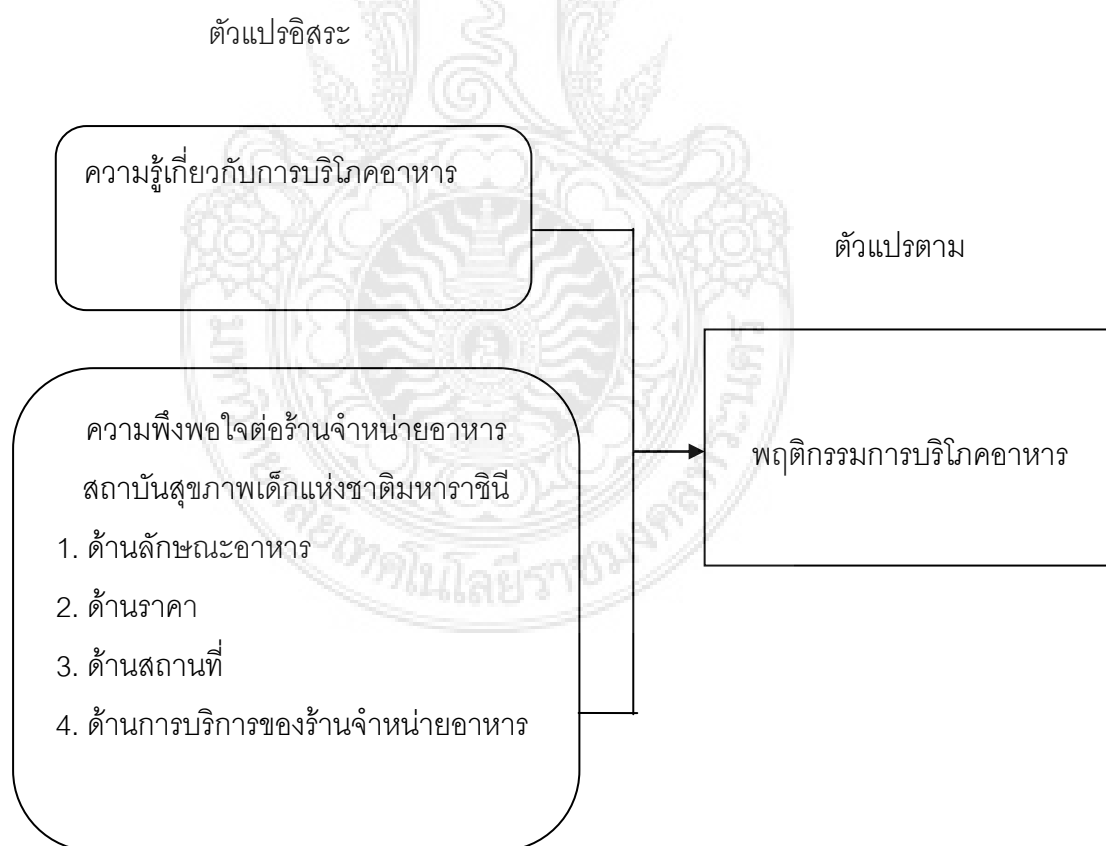 ตัวแปรอิสระ
ความรู้เกี่ยวกับการบริโภคอาหาร
ตัวแปรตาม
ความพึงพอใจต่อร้านจำหน่ายอาหาร
สถาบันสุขภาพเด็กแห่งชาติมหาราชินี
1. ด้านลักษณะอาหาร
2. ด้านราคา
3. ด้านสถานที่
4. ด้านการบริการของร้านจำหน่ายอาหาร
พฤติกรรมการบริโภคอาหาร